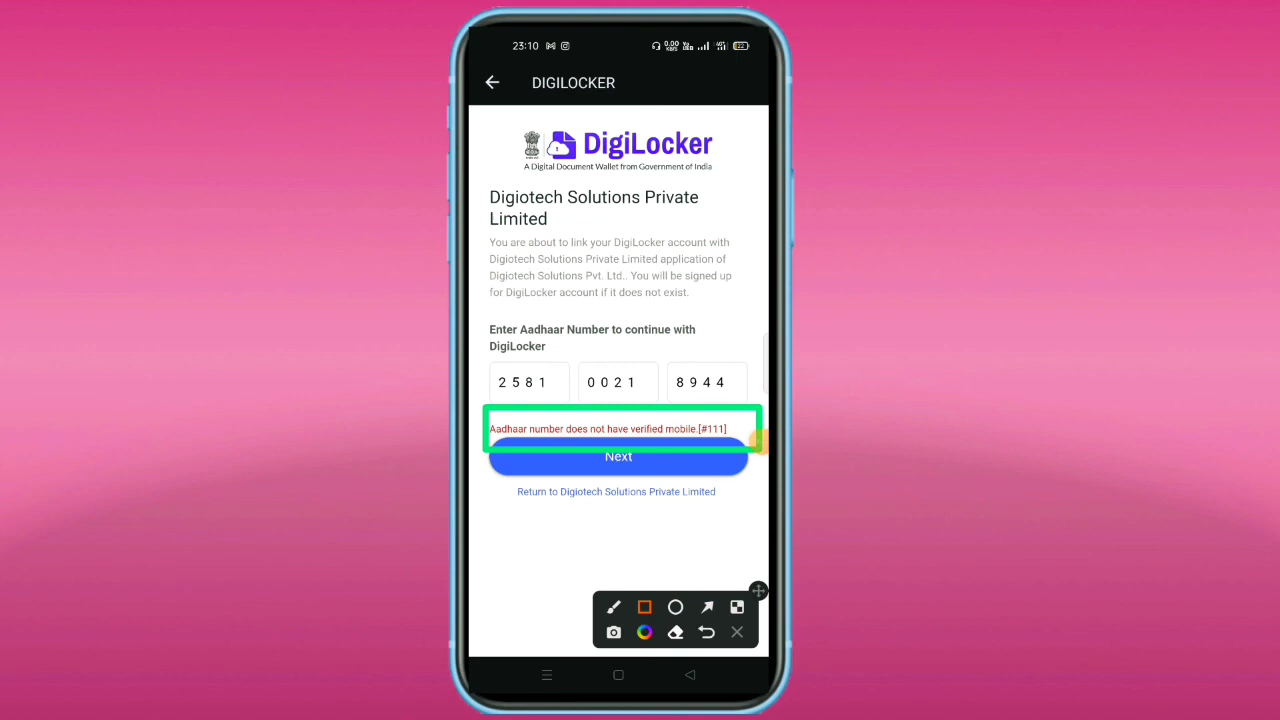 23:10 0.00 KB/S
DIGILOCKER
DigiLocker
A Digital Document Wallet from Government of India
Digiotech Solutions Private
Limited
You are about to link your DigiLocker account with
Digiotech Solutions Private Limited application of
Digiotech Solutions Pvt. Ltd.. You will be signed up
for DigiLocker account if it does not exist.
Enter Aadhaar Number to continue with
DigiLocker
2581 0021 8944
Aadhaar number does not have verified mobile.[#111]
Next
Return to Digiotech Solutions Private Limited